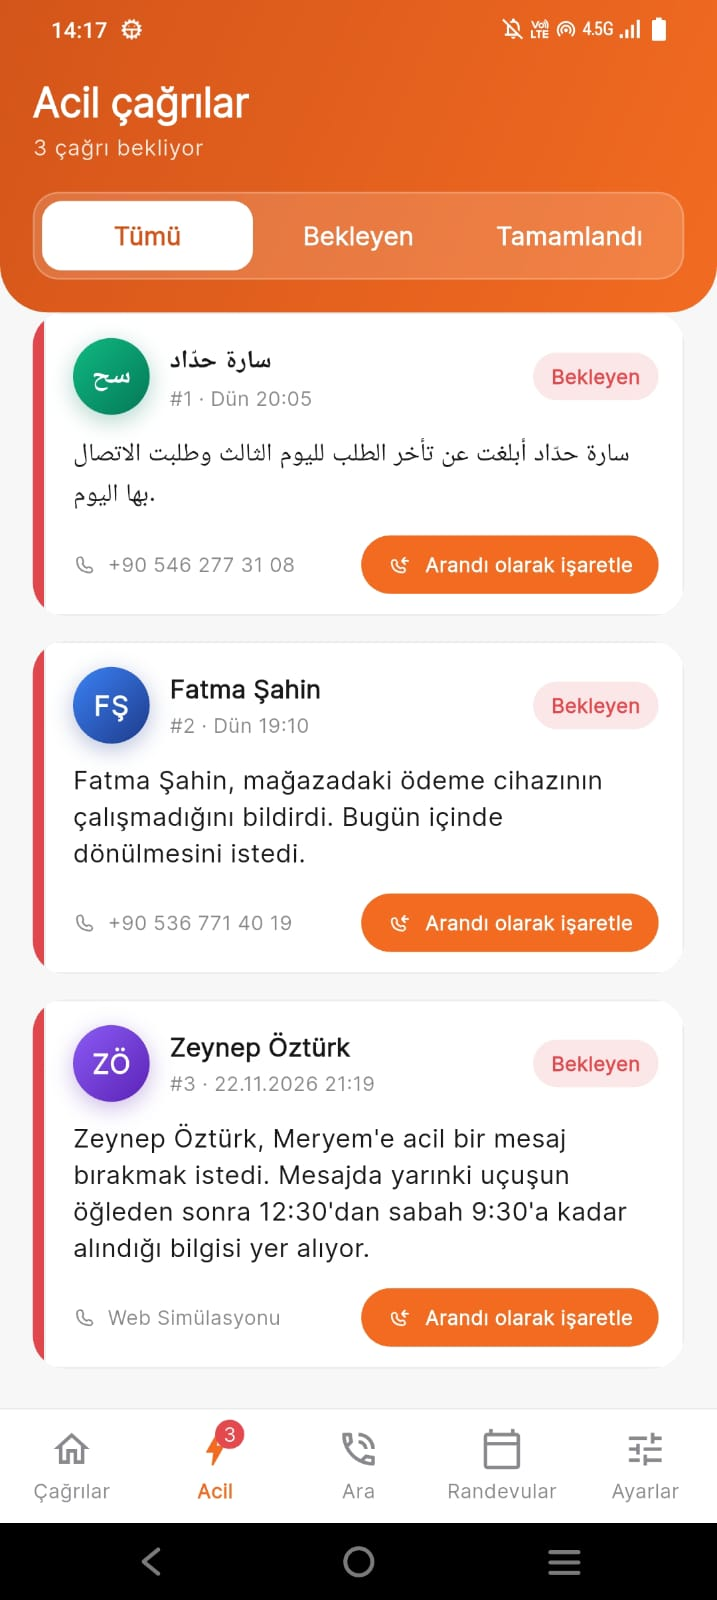 14:17
VoLTE 4.5G
Acil çağrılar
3 çağrı bekliyor
Tümü Bekleyen Tamamlandı
سح سارة حدّاد Bekleyen
#1 · Dün 20:05
سارة حدّاد أبلغت عن تأخر الطلب لليوم الثالث وطلبت الاتصال
بها اليوم.
+90 546 277 31 08 Arandı olarak işaretle
FŞ Fatma Şahin Bekleyen
#2 · Dün 19:10
Fatma Şahin, mağazadaki ödeme cihazının
çalışmadığını bildirdi. Bugün içinde
dönülmesini istedi.
+90 536 771 40 19 Arandı olarak işaretle
ZÖ Zeynep Öztürk Bekleyen
#3 · 22.11.2026 21:19
Zeynep Öztürk, Meryem'e acil bir mesaj
bırakmak istedi. Mesajda yarınki uçuşun
öğleden sonra 12:30'dan sabah 9:30'a kadar
alındığı bilgisi yer alıyor.
Web Simülasyonu Arandı olarak işaretle
3
Çağrılar Acil Ara Randevular Ayarlar